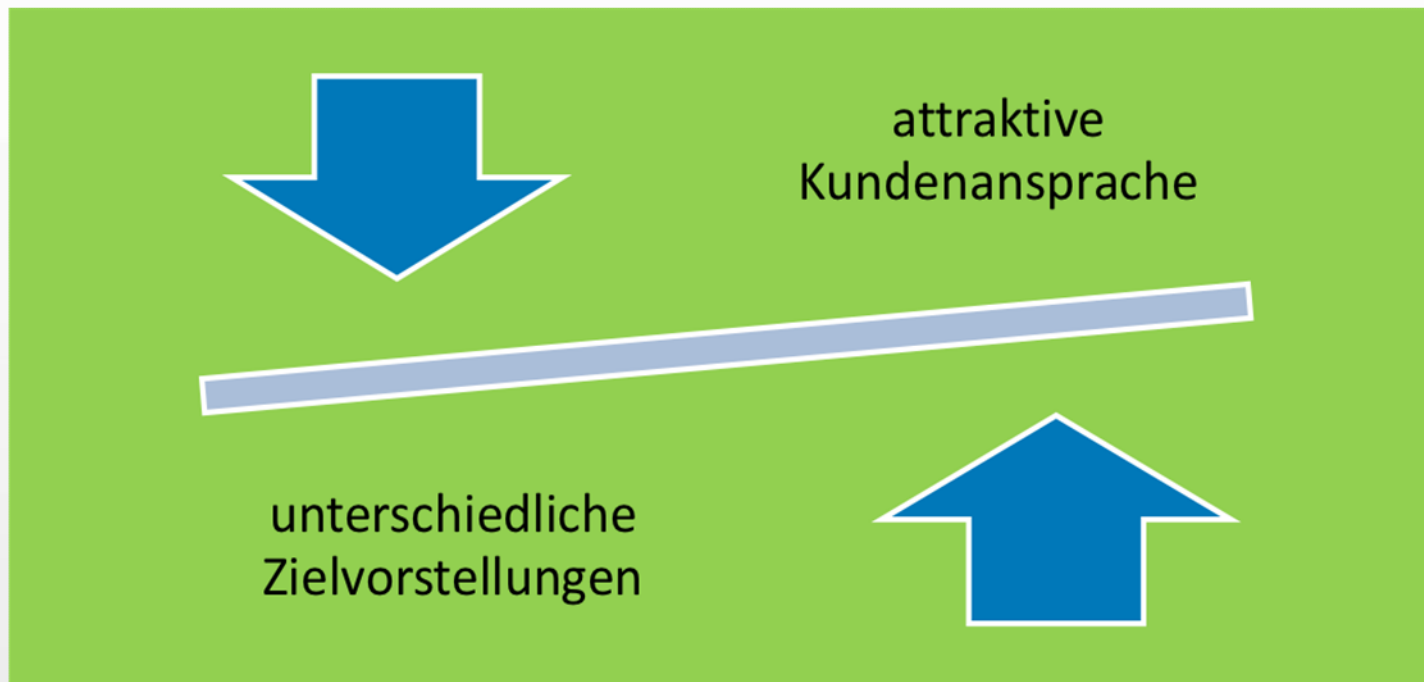 attraktive
Kundenansprache
unterschiedliche
Zielvorstellungen